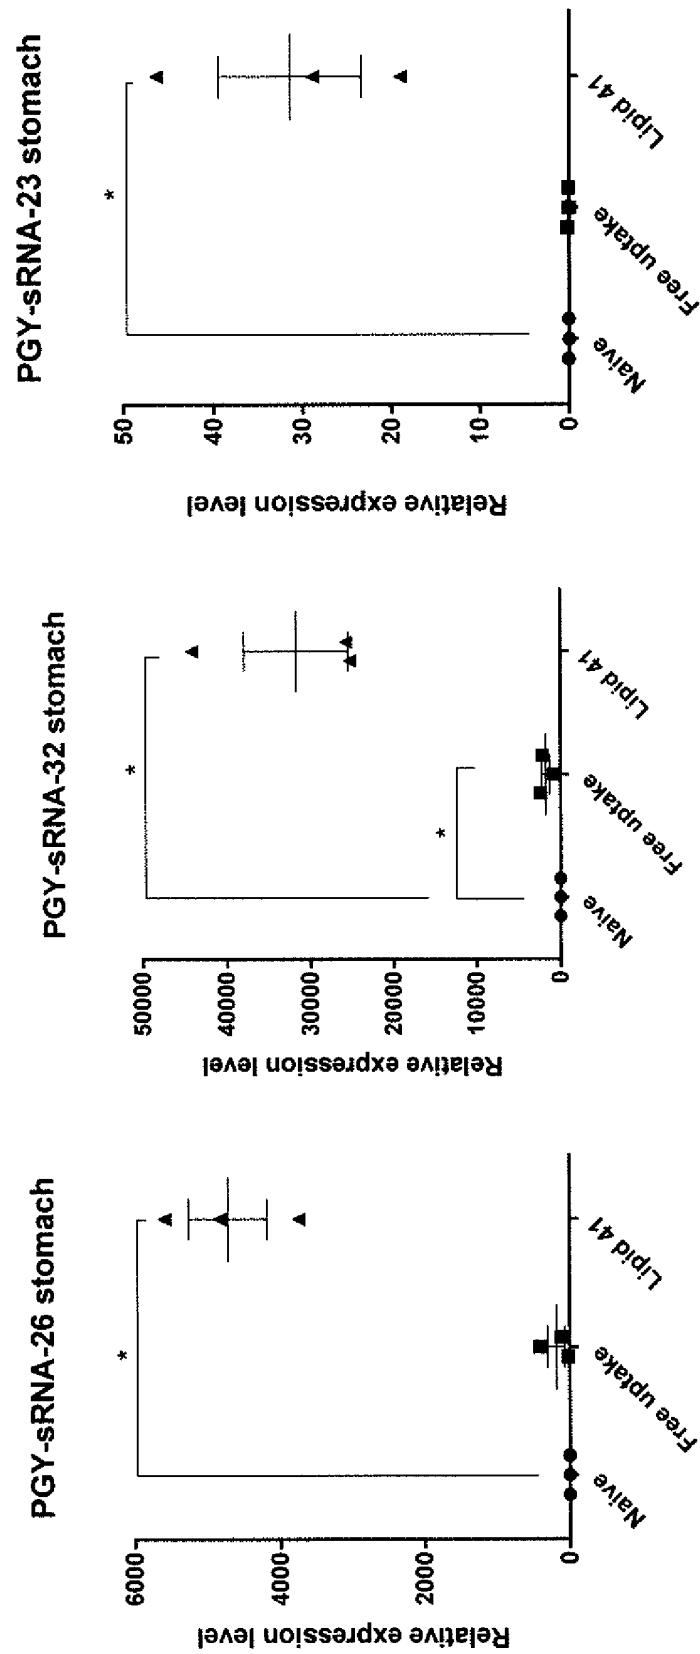 PGY-sRNA-26 stomach
*
Relative expression level
6000
4000
2000
0
Naive
Free uptake
Lipid 41
PGY-sRNA-32 stomach
*
*
Relative expression level
50000
40000
30000
20000
10000
0
Naive
Free uptake
Lipid 41
PGY-sRNA-23 stomach
*
Relative expression level
50
40
30
20
10
0
Naive
Free uptake
Lipid 41